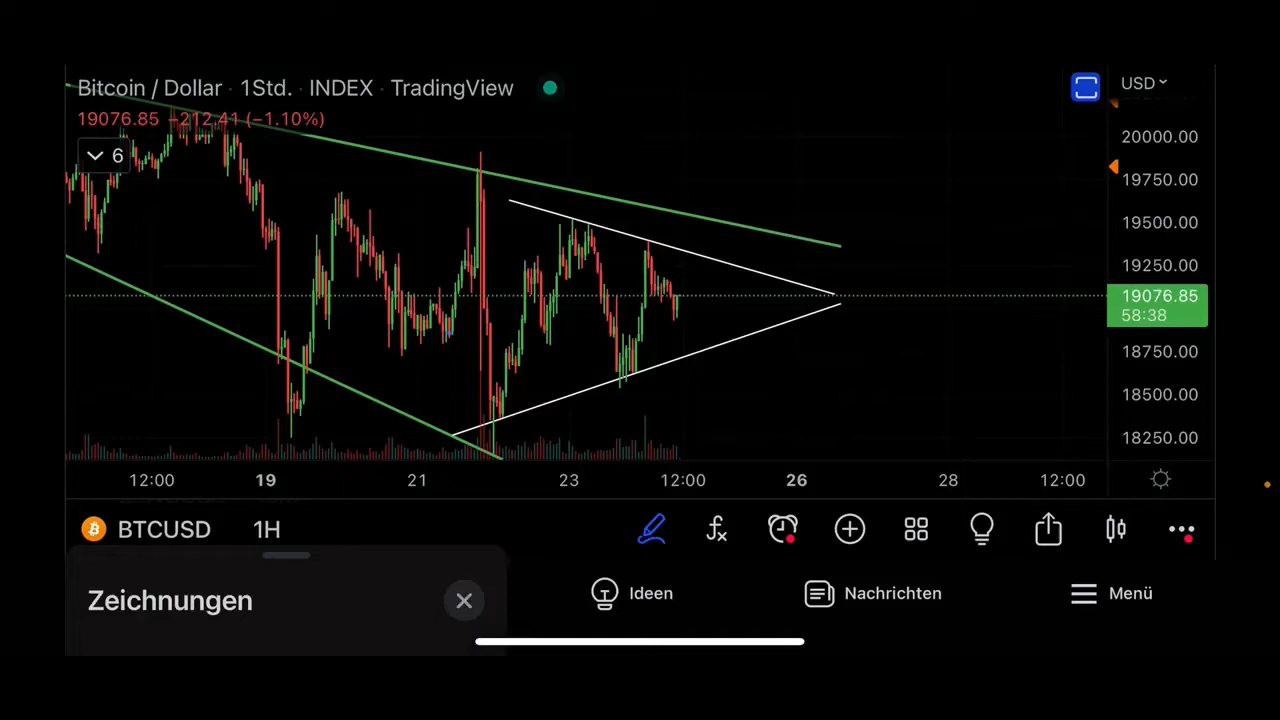 Bitcoin / Dollar · 1Std. · INDEX · TradingView
USD
19076.85 −212.41 (−1.10%)
6
20000.00
19750.00
19500.00
19250.00
19076.85
58:38
18750.00
18500.00
18250.00
12:00 19 21 23 12:00 26 28 12:00
BTCUSD 1H
Zeichnungen
Ideen
Nachrichten
Menü